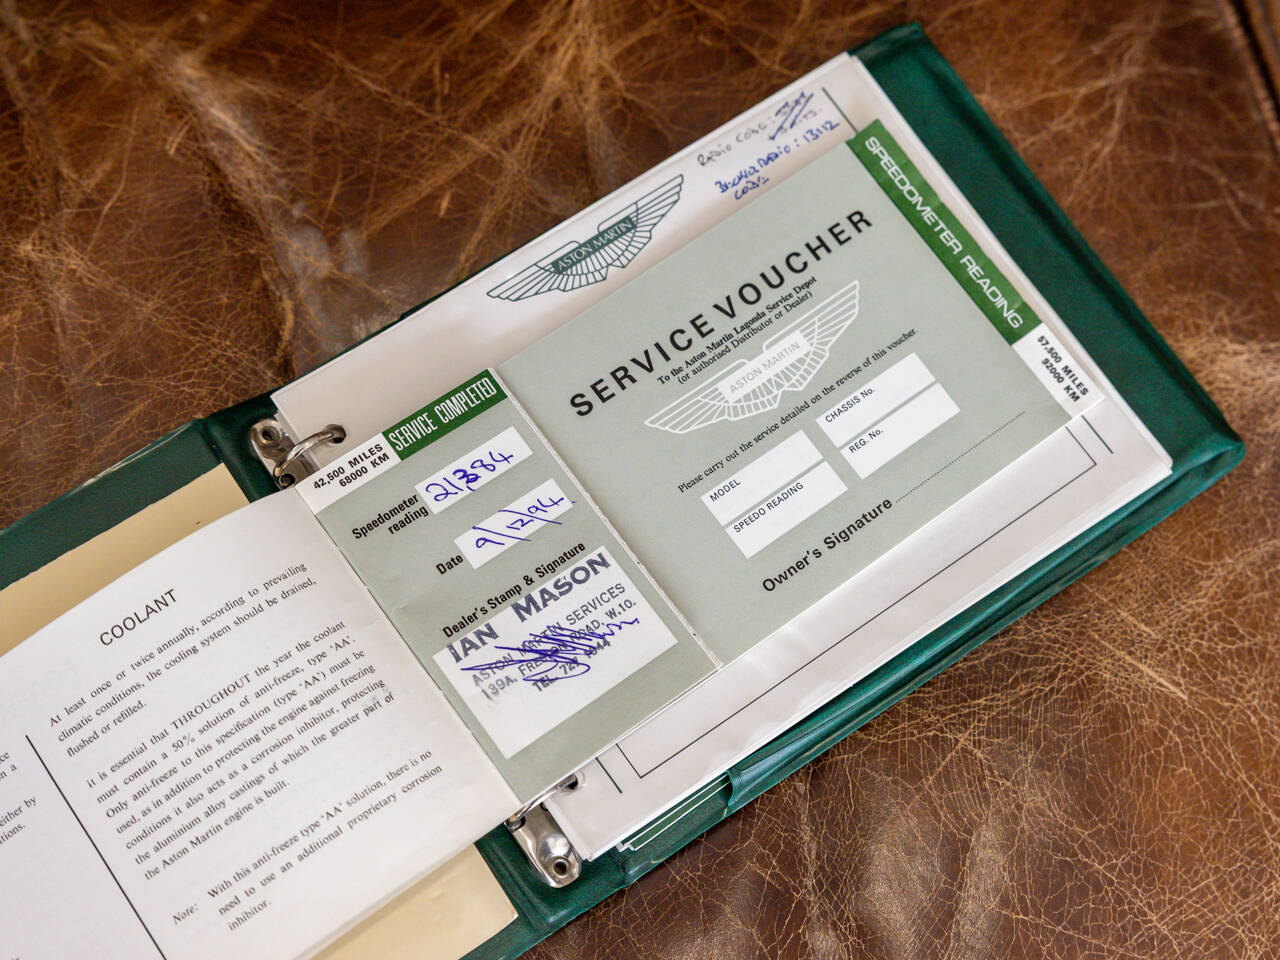 COOLANT
At least once or twice annually, according to prevailing
climatic conditions, the cooling system should be drained,
flushed or refilled.
It is essential that THROUGHOUT the year the coolant
must contain a 50% solution of anti-freeze, type 'AA'.
Only anti-freeze to this specification (type 'AA') must be
used, as in addition to protecting the engine against freezing
conditions it also acts as a corrosion inhibitor, protecting
the aluminium alloy castings of which the greater part of
the Aston Martin engine is built.
Note: With this anti-freeze type 'AA' solution, there is no
need to use an additional proprietary corrosion
inhibitor.
42,500 MILES
68000 KM
SERVICE COMPLETED
Speedometer
reading
21,384
Date
9/12/94
Dealer's Stamp & Signature
IAN MASON
ASTON MARTIN SERVICES
139A, ROAD, W.10.
TEL.
ASTON MARTIN
RADIO CODE:
RADIO: 13112
CODE
SERVICE VOUCHER
To the Aston Martin Lagonda Service Depot
(or authorised Distributor or Dealer)
ASTON MARTIN
Please carry out the service detailed on the reverse of this voucher.
MODEL
CHASSIS No.
SPEEDO READING
REG. No.
Owner's Signature
SPEEDOMETER READING
57,500 MILES
92000 KM